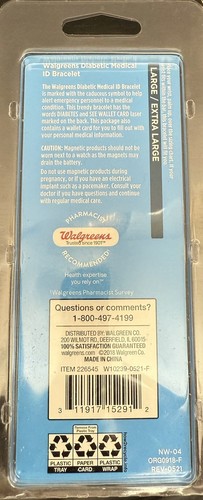 Walgreens Diabetic Medical
ID Bracelet
The Walgreens Diabetic Medical ID Bracelet
is marked with the caduceus symbol to help
alert emergency personnel to a medical
condition. This trendy bracelet has the
words DIABETES and SEE WALLET CARD laser
marked on the back. This package also
contains a wallet card for you to fill out with
your personal medical information.
CAUTION: Magnetic products should not be
worn next to a watch as the magnets may
drain the battery.
Do not use magnetic products during
pregnancy, or if you have an electrical
implant such as a pacemaker. Consult your
doctor if you have questions and continue
with regular medical care.
LARGE / EXTRA LARGE
PHARMACIST
Walgreens
Trusted since 1901™
RECOMMENDED
Health expertise
you rely on.*
*Walgreens Pharmacist Survey
Questions or comments?
1-800-497-4199
DISTRIBUTED BY: WALGREEN CO.
200 WILMOT RD., DEERFIELD, IL 60015
100% SATISFACTION GUARANTEED
walgreens.com ©2018 Walgreen Co.
MADE IN CHINA
ITEM 226545 W10239-0521-F
3 11917 15291 2
PLASTIC
TRAY
PAPER
CARD
PLASTIC
WRAP
NW-04
ORG0918-F
REV-0521